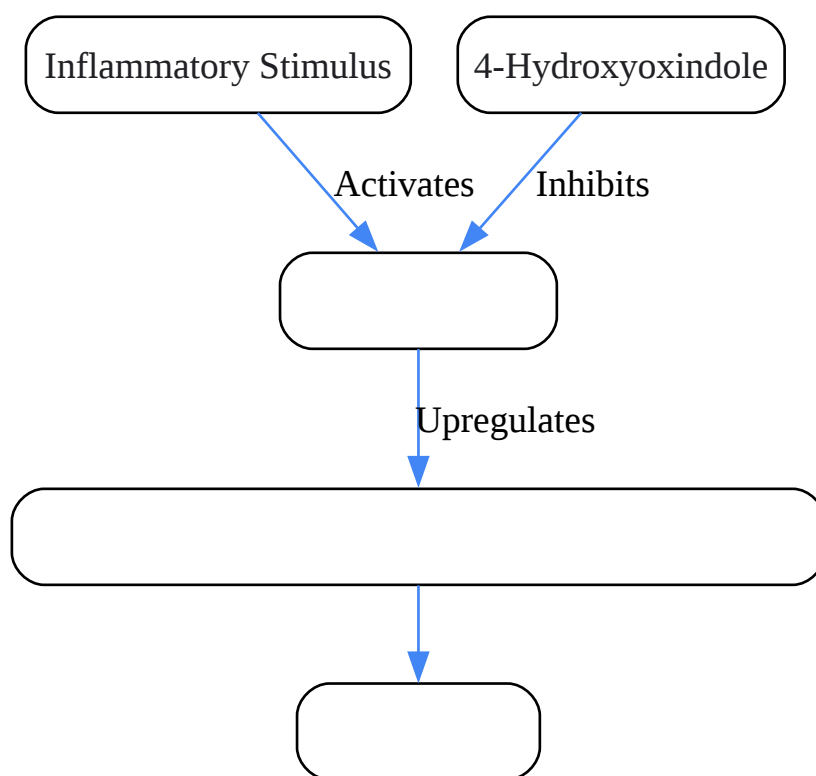 Inflammatory Stimulus
4-Hydroxyoxindole
Activates
Inhibits
Upregulates